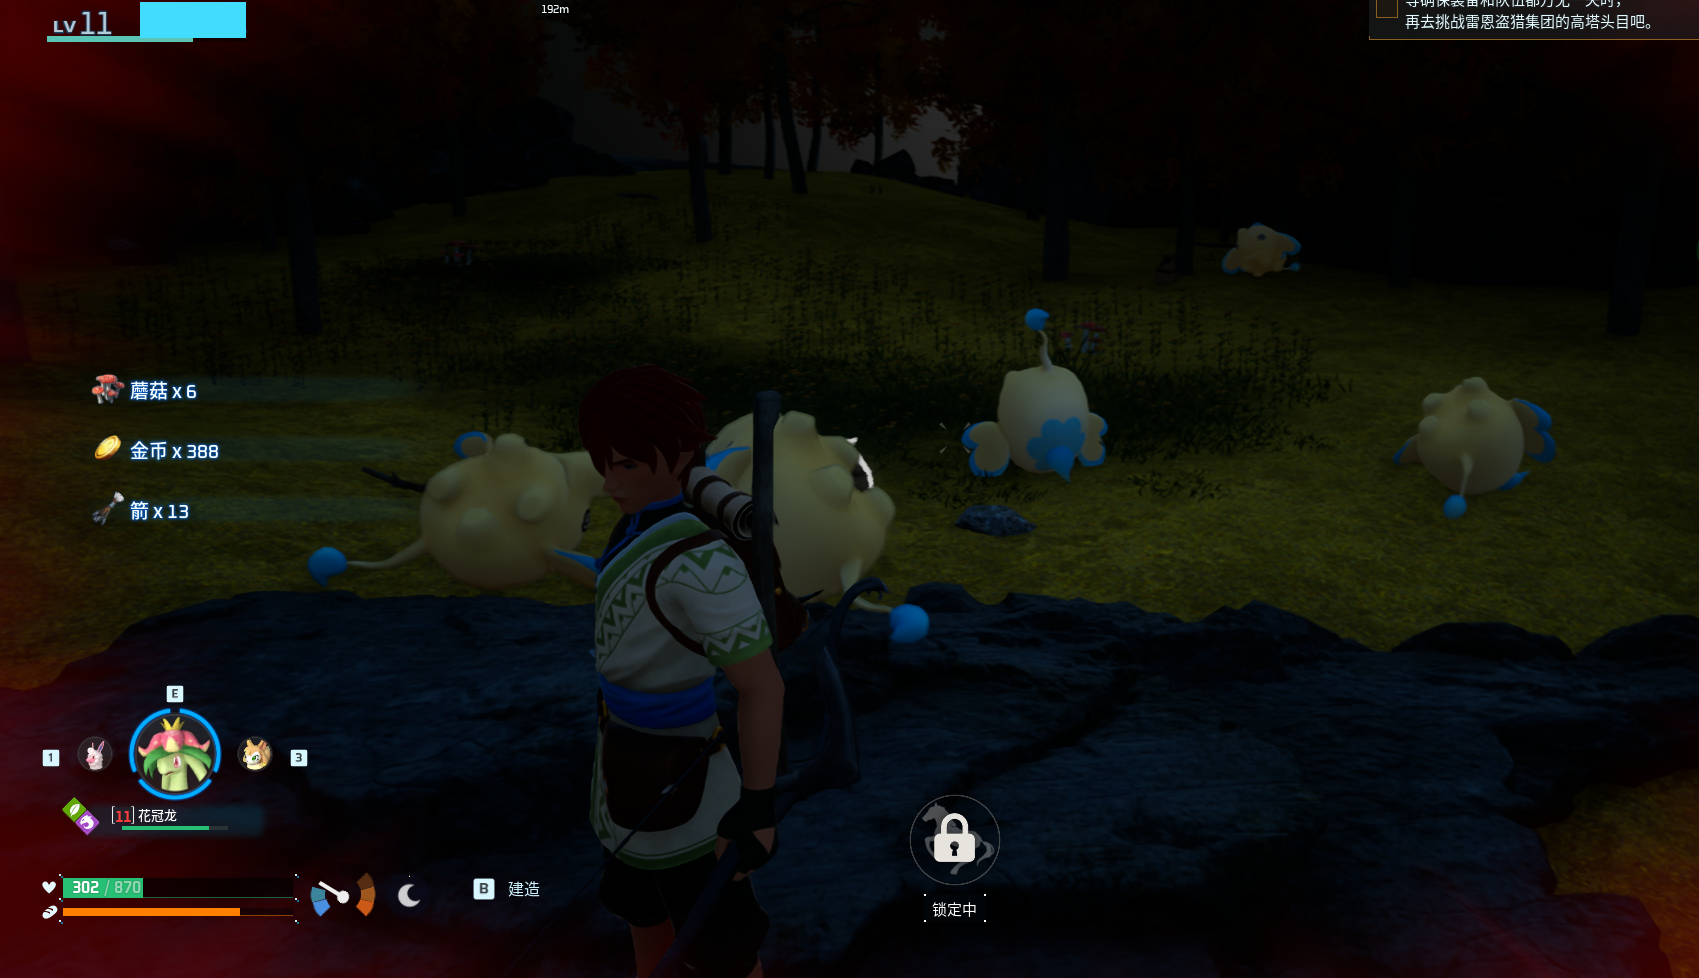 LV 11
192m
再去挑战雷恩盗猎集团的高塔头目吧。
蘑菇 x 6
金币 x 388
箭 x 13
E
1
3
[11] 花冠龙
302 / 870
B 建造
锁定中